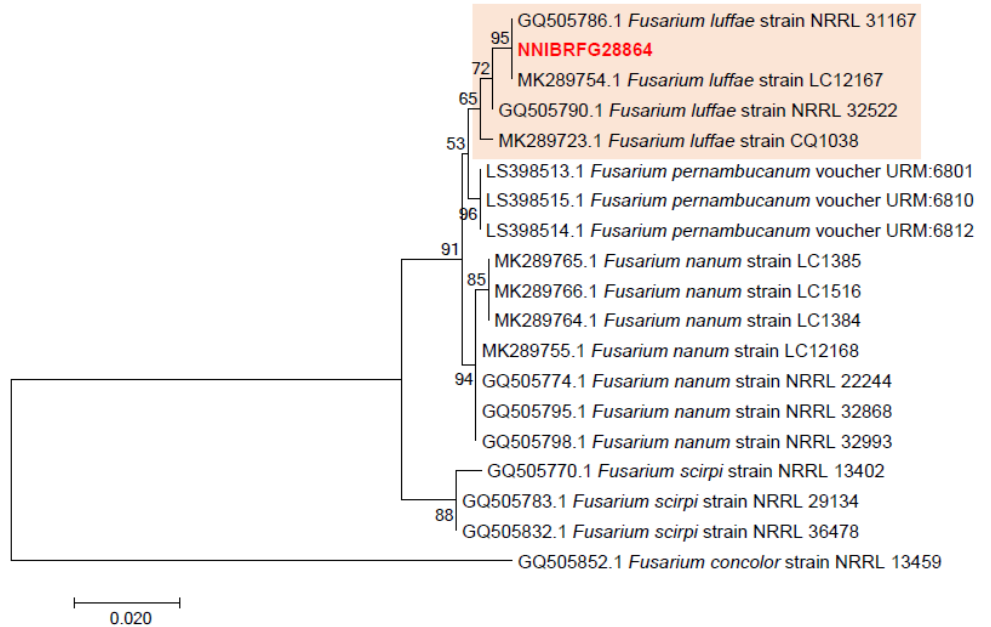 GQ505786.1 Fusarium luffae strain NRRL 31167
95
NNIBRFG28864
72
MK289754.1 Fusarium luffae strain LC12167
65
GQ505790.1 Fusarium luffae strain NRRL 32522
53
MK289723.1 Fusarium luffae strain CQ1038
LS398513.1 Fusarium pernambucanum voucher URM:6801
LS398515.1 Fusarium pernambucanum voucher URM:6810
96
LS398514.1 Fusarium pernambucanum voucher URM:6812
91
MK289765.1 Fusarium nanum strain LC1385
85
MK289766.1 Fusarium nanum strain LC1516
MK289764.1 Fusarium nanum strain LC1384
MK289755.1 Fusarium nanum strain LC12168
94
GQ505774.1 Fusarium nanum strain NRRL 22244
GQ505795.1 Fusarium nanum strain NRRL 32868
GQ505798.1 Fusarium nanum strain NRRL 32993
GQ505770.1 Fusarium scirpi strain NRRL 13402
GQ505783.1 Fusarium scirpi strain NRRL 29134
88
GQ505832.1 Fusarium scirpi strain NRRL 36478
GQ505852.1 Fusarium concolor strain NRRL 13459
0.020